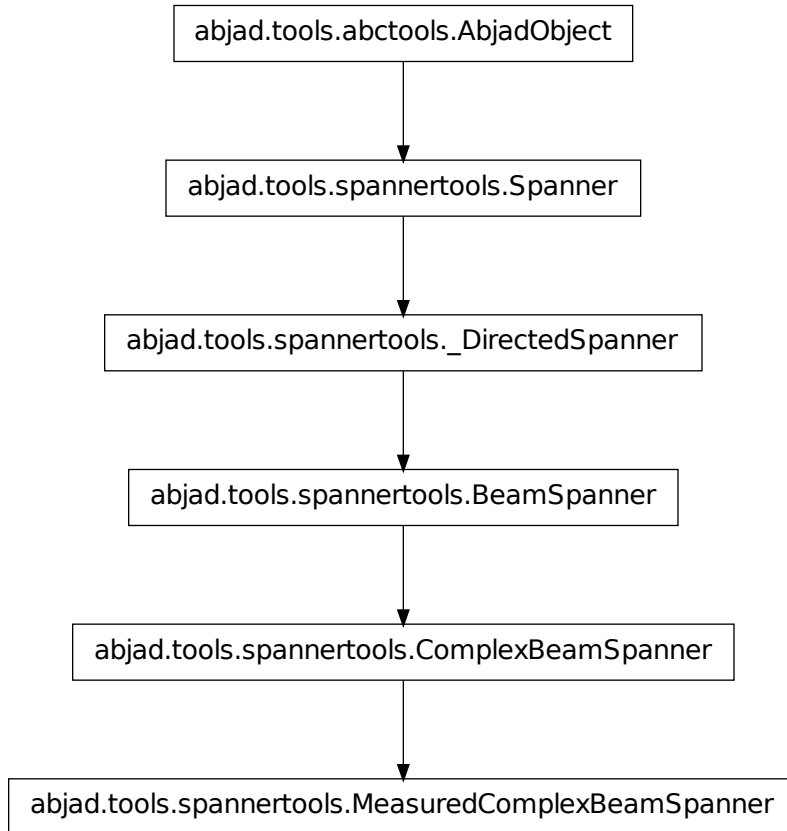 abjad.tools.abctools.AbjadObject
abjad.tools.spannertools.Spanner
abjad.tools.spannertools._DirectedSpanner
abjad.tools.spannertools.BeamSpanner
abjad.tools.spannertools.ComplexBeamSpanner
abjad.tools.spannertools.MeasuredComplexBeamSpanner